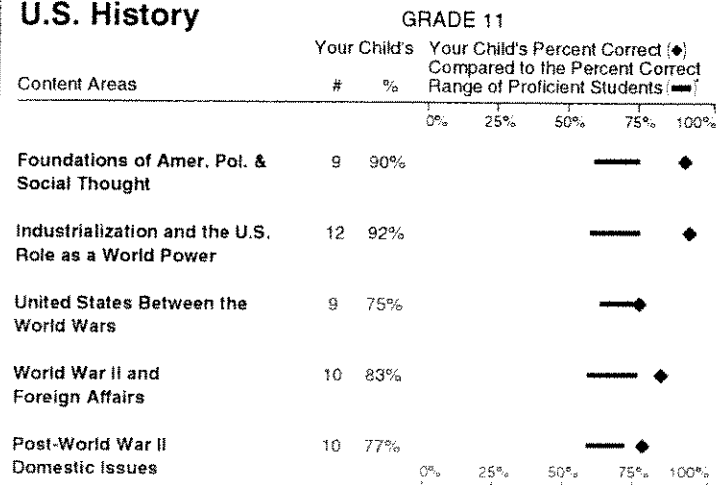 U.S. History
GRADE 11
Your Child's
Your Child's Percent Correct (◆)
Compared to the Percent Correct
Content Areas # % Range of Proficient Students (▬)
0% 25% 50% 75% 100%
Foundations of Amer. Pol. & 9 90%
Social Thought
Industrialization and the U.S. 12 92%
Role as a World Power
United States Between the 9 75%
World Wars
World War II and 10 83%
Foreign Affairs
Post-World War II 10 77%
Domestic Issues
0% 25% 50% 75% 100%